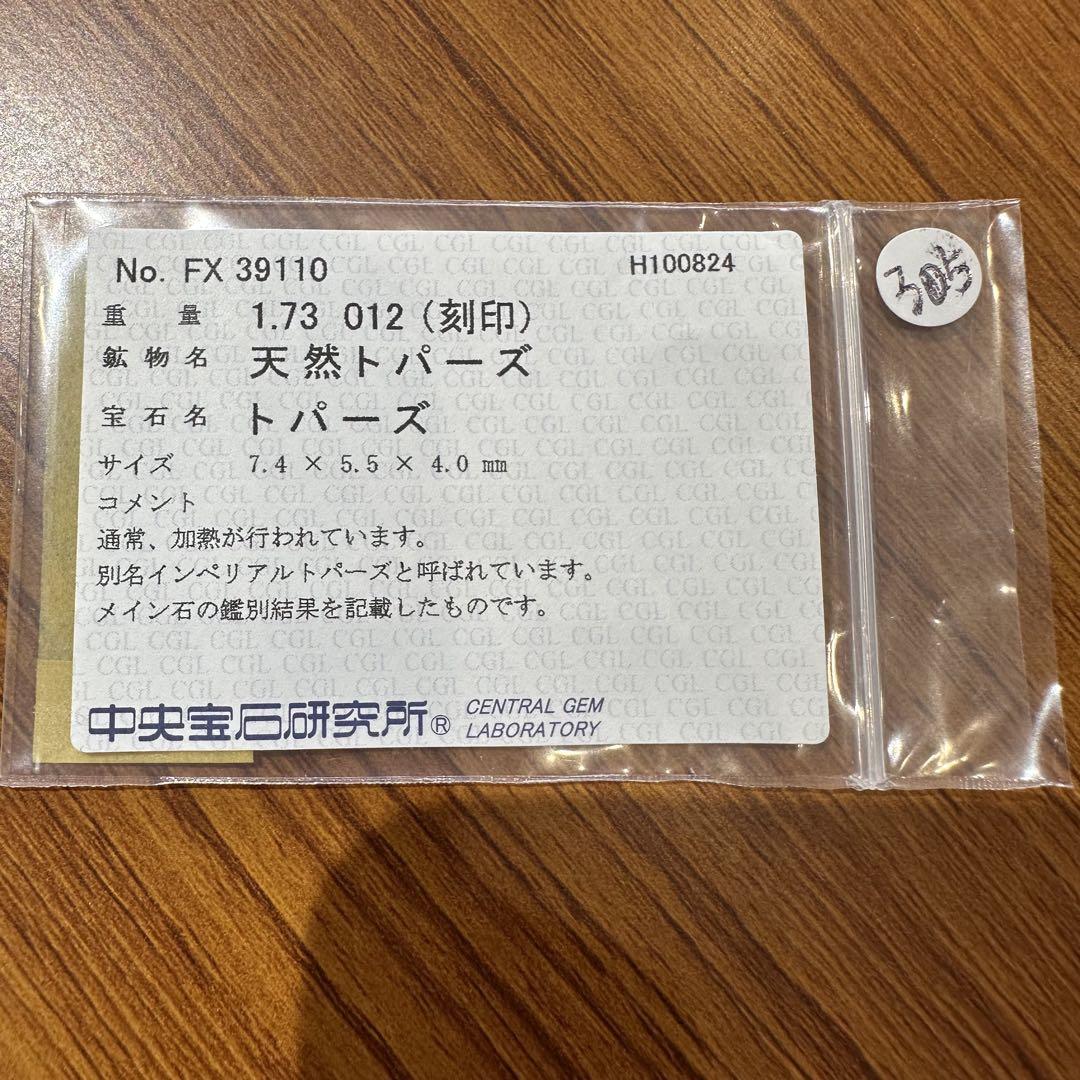 No. FX 39110 H100824
重量 1.73 012 (刻印)
鉱物名 天然トパーズ
宝石名 トパーズ
サイズ 7.4 × 5.5 × 4.0 mm
コメント
通常、加熱が行われています。
別名インペリアルトパーズと呼ばれています。
メイン石の鑑別結果を記載したものです。
中央宝石研究所® CENTRAL GEM
LABORATORY
305